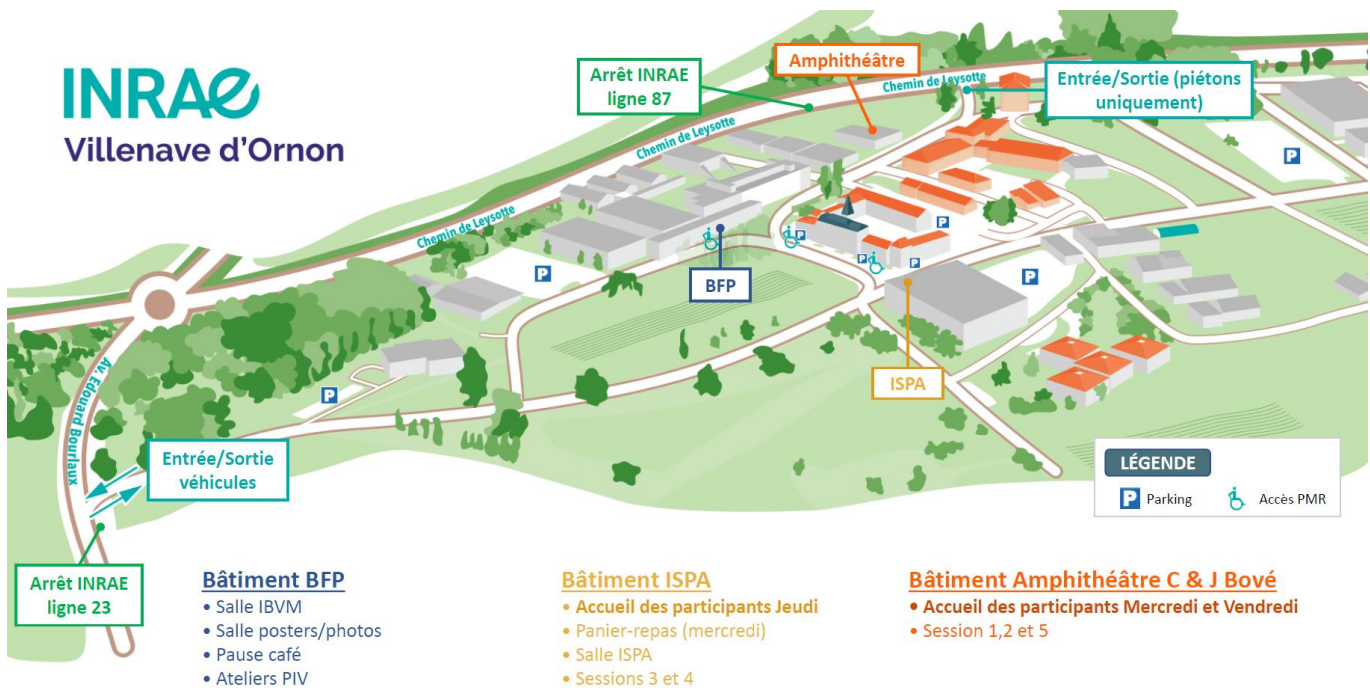 INRAE
Villenave d'Ornon
Arrêt INRAE
ligne 87
Amphithéâtre
Entrée/Sortie (piétons
uniquement)
Chemin de Leysotte
Chemin de Leysotte
Chemin de Leysotte
P
P
P
P
BFP
P
P
P
P
ISPA
Av. Edouard Bourlaux
Entrée/Sortie
véhicules
LÉGENDE
P Parking
Accès PMR
Arrêt INRAE
ligne 23
Bâtiment BFP
• Salle IBVM
• Salle posters/photos
• Pause café
• Ateliers PIV
Bâtiment ISPA
• Accueil des participants Jeudi
• Panier-repas (mercredi)
• Salle ISPA
• Sessions 3 et 4
Bâtiment Amphithéâtre C & J Bové
• Accueil des participants Mercredi et Vendredi
• Session 1,2 et 5